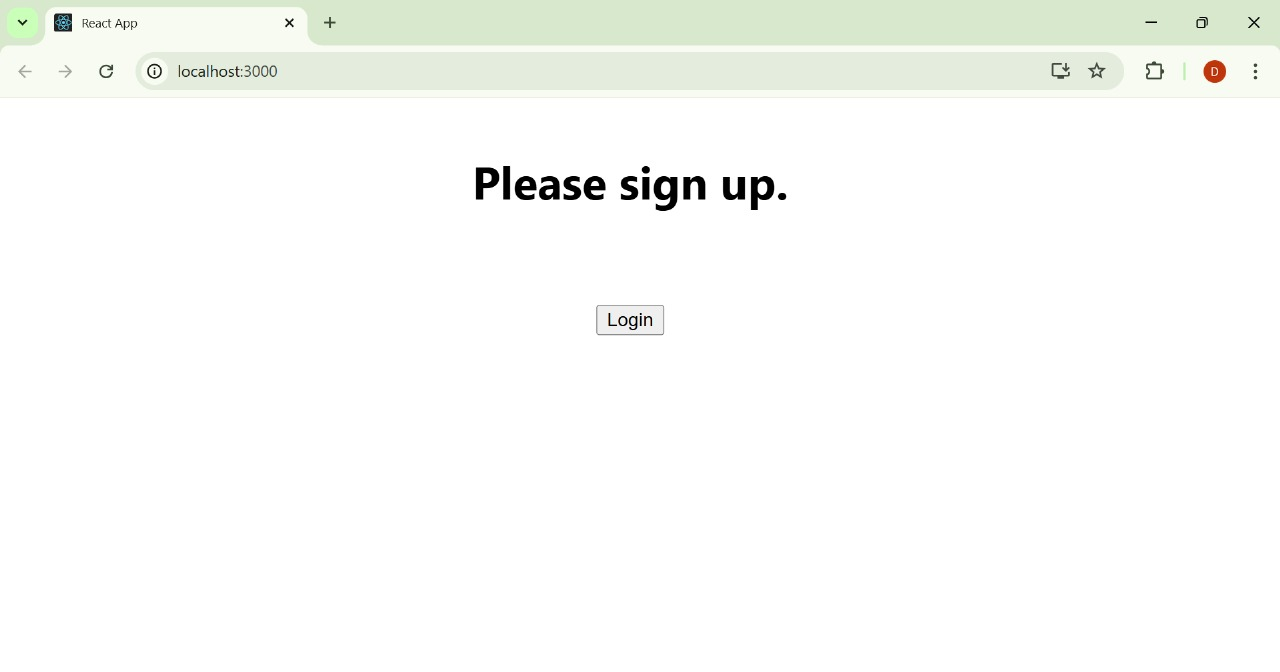 React App
localhost:3000
D
Please sign up.
Login